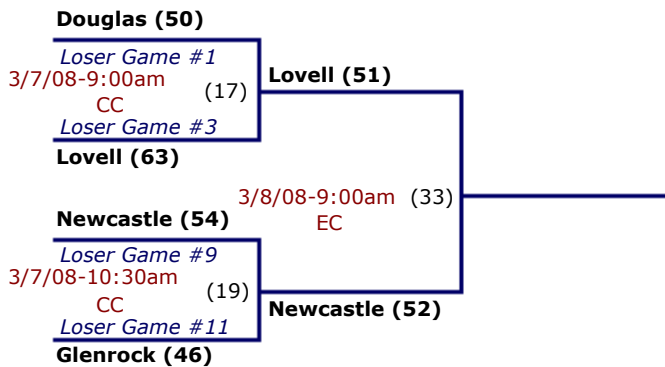 Douglas (50)
Loser Game #1
3/7/08-9:00am
(17)
CC
Loser Game #3
Lovell (63)
Lovell (51)
3/8/08-9:00am (33)
EC
Newcastle (54)
Loser Game #9
3/7/08-10:30am
(19)
CC
Loser Game #11
Glenrock (46)
Newcastle (52)